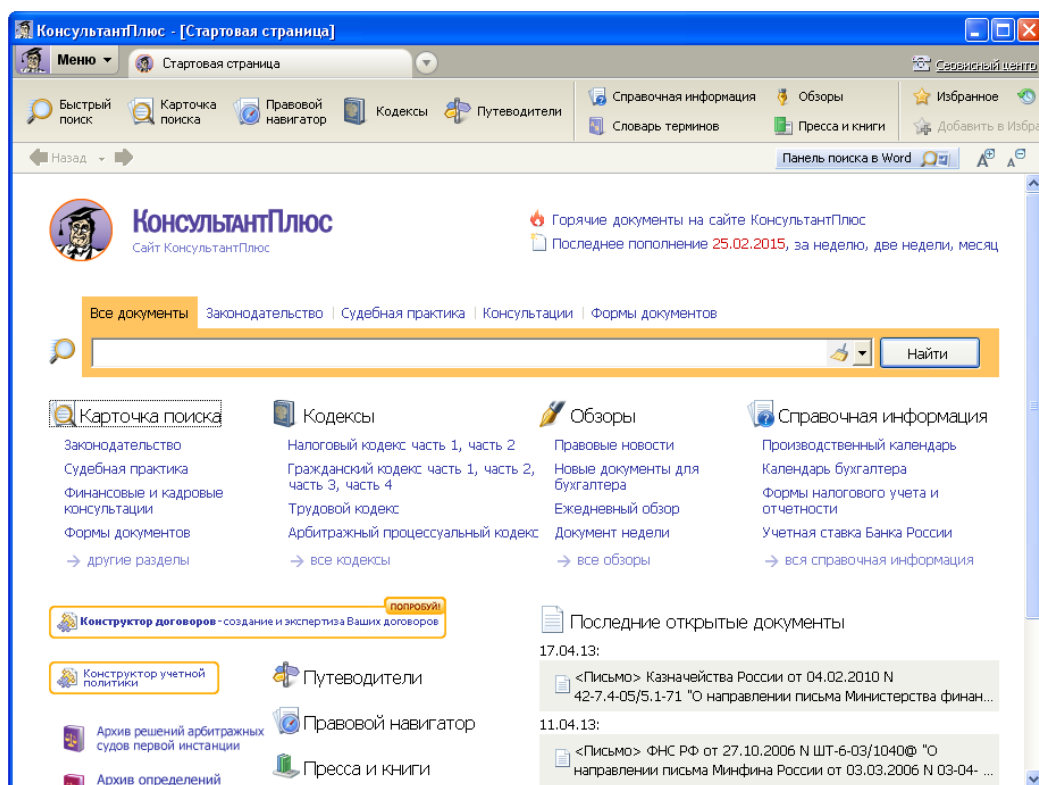 КонсультантПлюс - [Стартовая страница]
Меню
Стартовая страница
Сервисный центр
Быстрый поиск
Карточка поиска
Правовой навигатор
Кодексы
Путеводители
Справочная информация
Словарь терминов
Обзоры
Пресса и книги
Избранное
Добавить в Избра
Назад
Панель поиска в Word
КонсультантПлюс
Сайт КонсультантПлюс
Горячие документы на сайте КонсультантПлюс
Последнее пополнение 25.02.2015, за неделю, две недели, месяц
Все документы Законодательство Судебная практика Консультации Формы документов
Найти
Карточка поиска
Законодательство
Судебная практика
Финансовые и кадровые
консультации
Формы документов
другие разделы
Кодексы
Налоговый кодекс часть 1, часть 2
Гражданский кодекс часть 1, часть 2,
часть 3, часть 4
Трудовой кодекс
Арбитражный процессуальный кодекс
все кодексы
Обзоры
Правовые новости
Новые документы для
бухгалтера
Ежедневный обзор
Документ недели
все обзоры
Справочная информация
Производственный календарь
Календарь бухгалтера
Формы налогового учета и
отчетности
Учетная ставка Банка России
вся справочная информация
ПОПРОБУЙ!
Конструктор договоров - создание и экспертиза Ваших договоров
Конструктор учетной
политики
Архив решений арбитражных
судов первой инстанции
Архив определений
Путеводители
Правовой навигатор
Пресса и книги
Последние открытые документы
17.04.13:
<Письмо> Казначейства России от 04.02.2010 N
42-7.4-05/5.1-71 "О направлении письма Министерства финан...
11.04.13:
<Письмо> ФНС РФ от 27.10.2006 N ШТ-6-03/1040@ "О
направлении письма Минфина России от 03.03.2006 N 03-04- ...